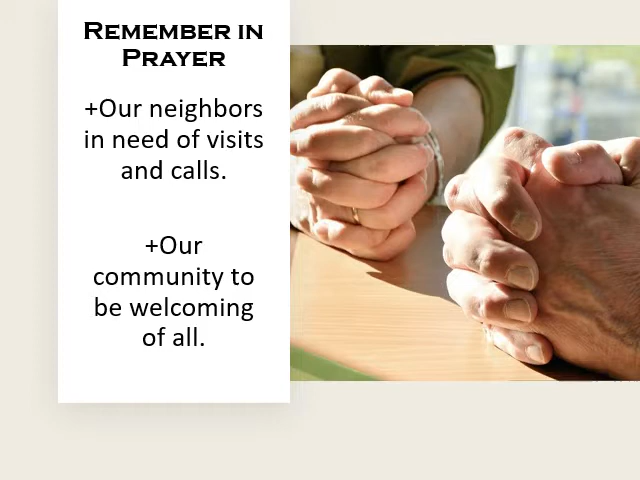 Remember in
Prayer
+Our neighbors
in need of visits
and calls.
+Our
community to
be welcoming
of all.